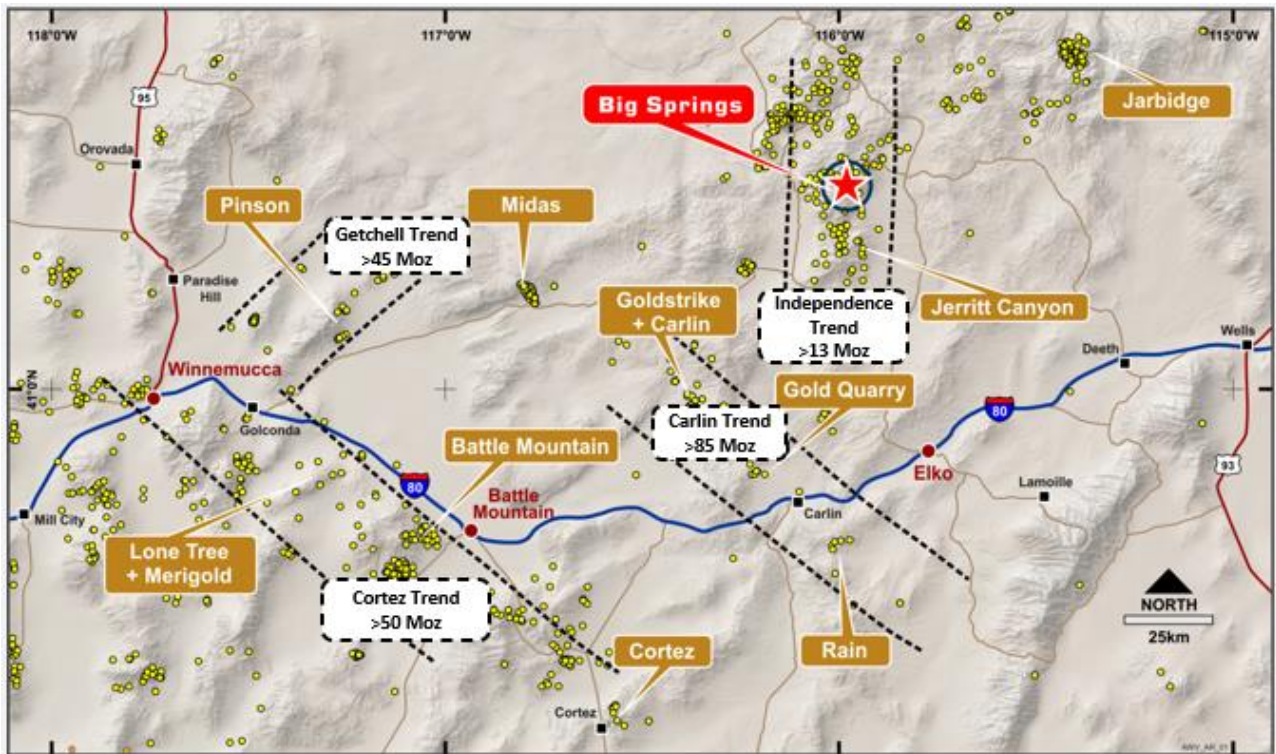 118°0'W
117°0'W
116°0'W
115°0'W
95
Big Springs
Jarbidge
Orovada
Pinson
Midas
Getchell Trend
>45 Moz
Paradise
Hill
Goldstrike
+ Carlin
Independence
Trend
>13 Moz
Jerritt Canyon
Wells
Deeth
41°0'N
Winnemucca
Gold Quarry
Golconda
Carlin Trend
>85 Moz
80
Battle Mountain
Elko
93
80
Lamoille
Battle
Mountain
Carlin
Mill City
Lone Tree
+ Merigold
Cortez Trend
>50 Moz
NORTH
25km
Cortez
Rain
Cortez